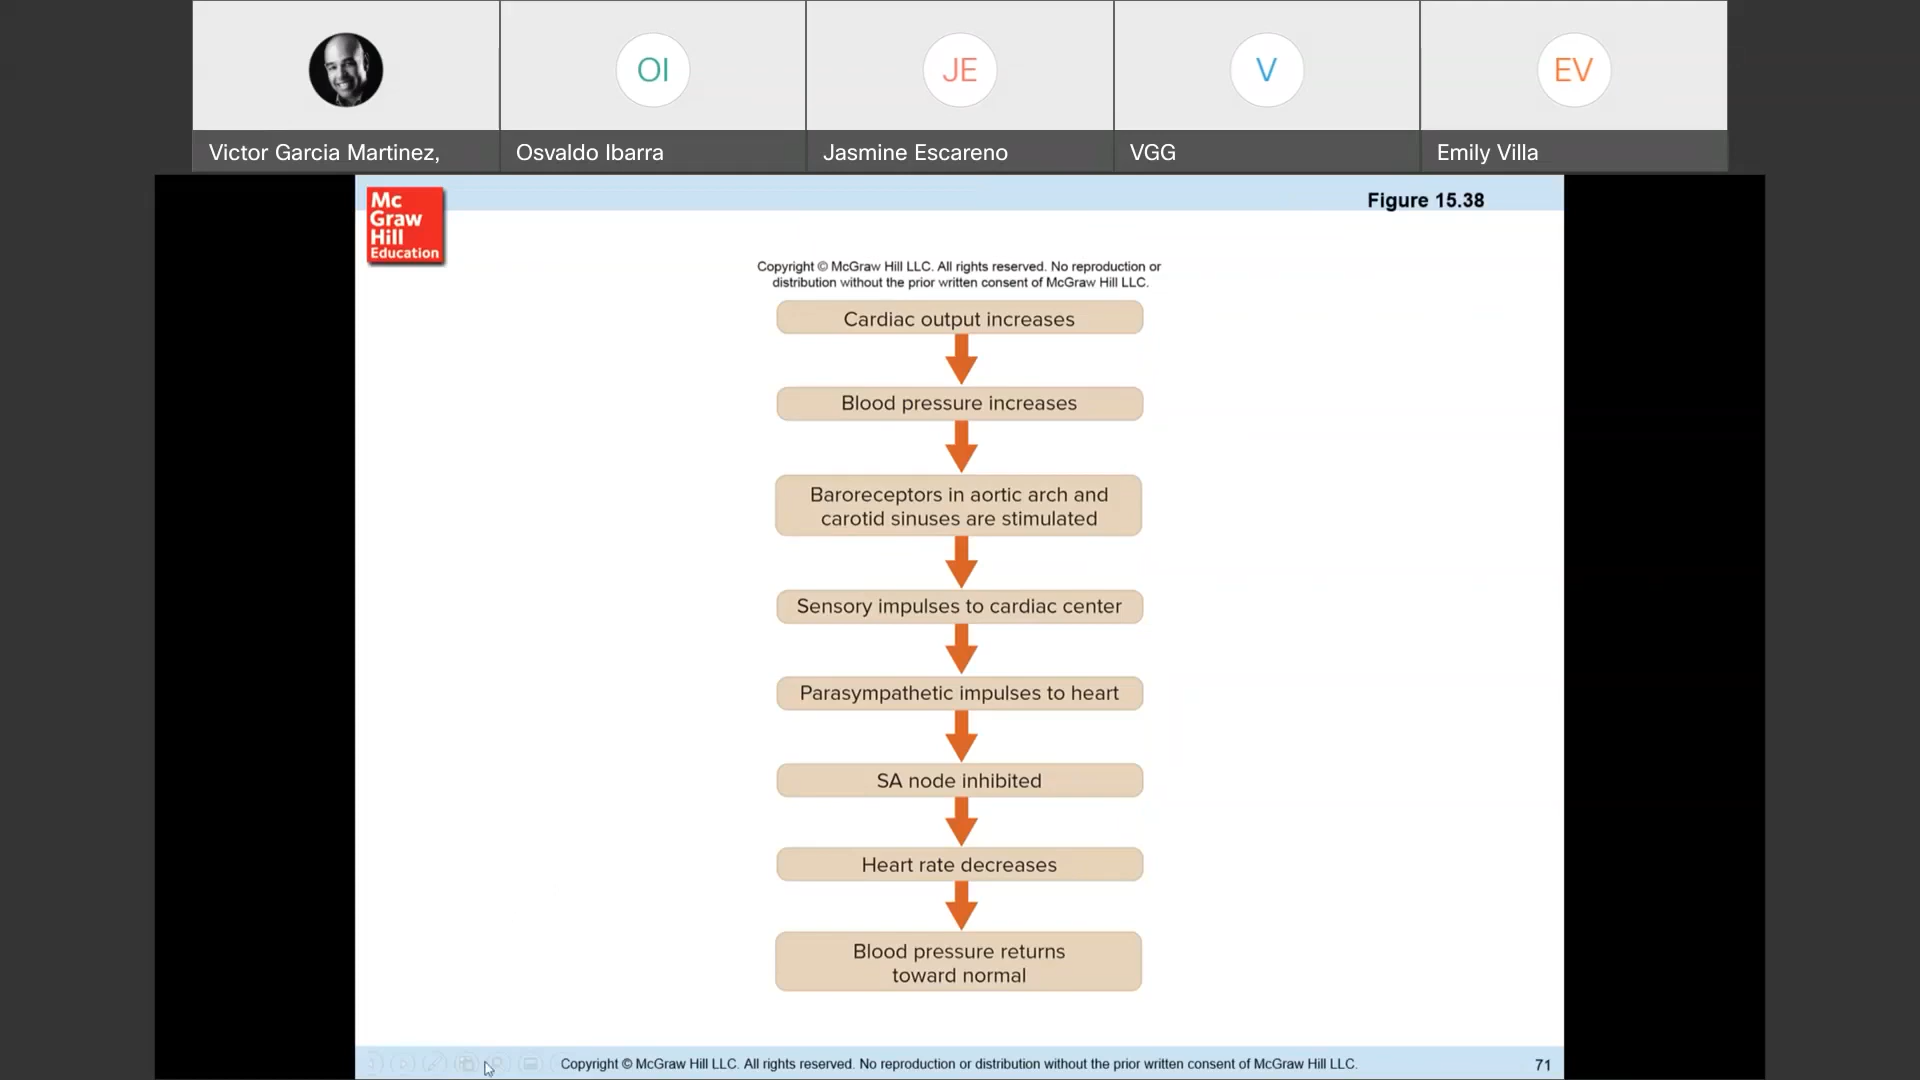 OI
JE
V
EV
Victor Garcia Martinez,
Osvaldo Ibarra
Jasmine Escareno
VGG
Emily Villa
Mc
Graw
Hill
Education
Figure 15.38
Copyright © McGraw Hill LLC. All rights reserved. No reproduction or
distribution without the prior written consent of McGraw Hill LLC.
Cardiac output increases
Blood pressure increases
Baroreceptors in aortic arch and
carotid sinuses are stimulated
Sensory impulses to cardiac center
Parasympathetic impulses to heart
SA node inhibited
Heart rate decreases
Blood pressure returns
toward normal
Copyright © McGraw Hill LLC. All rights reserved. No reproduction or distribution without the prior written consent of McGraw Hill LLC.
71